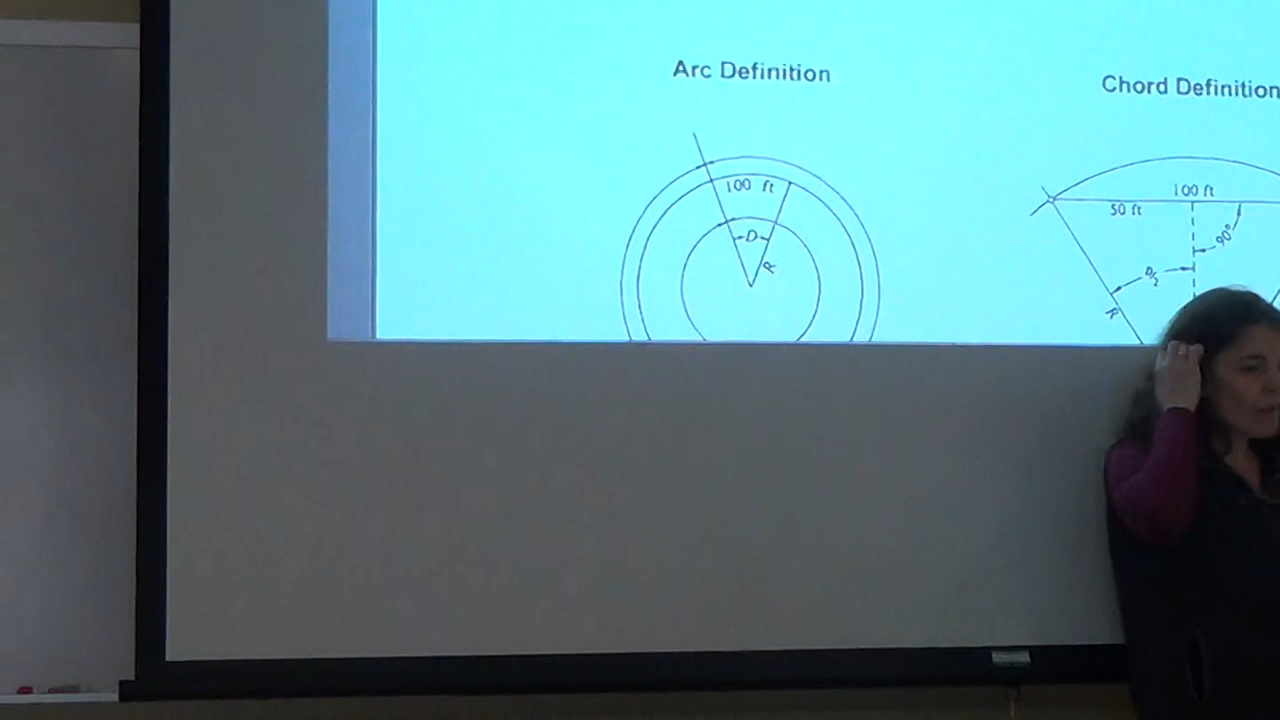 Arc Definition
Chord Definition
100 ft
D
R
100 ft
50 ft
90°
D/2
R